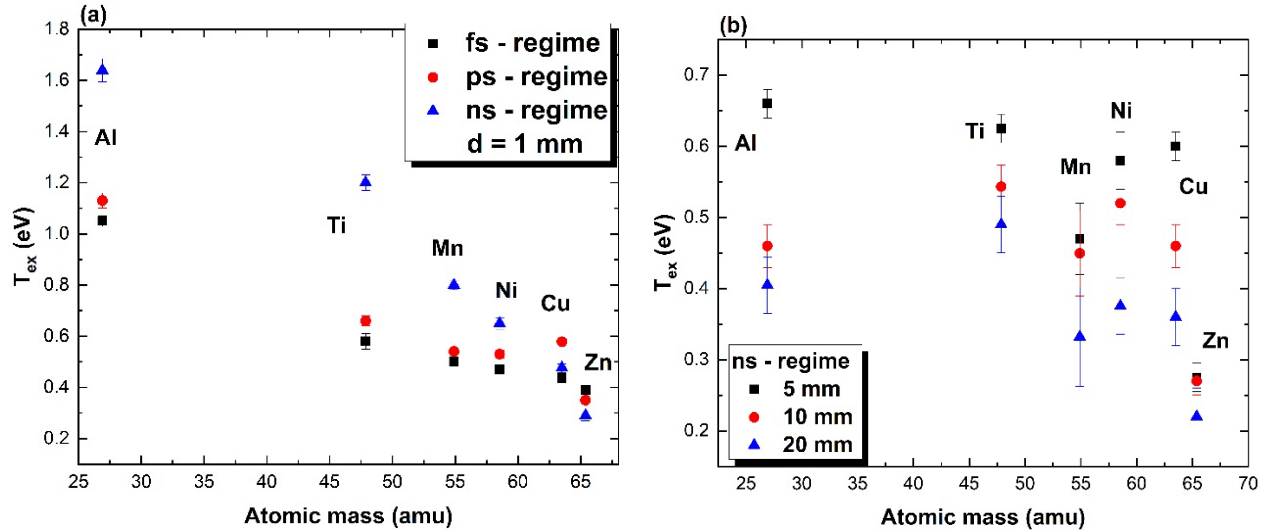 (a)
1.8
1.6
1.4
1.2
1.0
0.8
0.6
0.4
0.2
T_ex (eV)
fs - regime
ps - regime
ns - regime
d = 1 mm
Al
Ti
Mn
Ni
Cu
Zn
25 30 35 40 45 50 55 60 65
Atomic mass (amu)
(b)
0.7
0.6
0.5
0.4
0.3
0.2
T_ex (eV)
Al
Ti
Mn
Ni
Cu
Zn
ns - regime
5 mm
10 mm
20 mm
25 30 35 40 45 50 55 60 65 70
Atomic mass (amu)